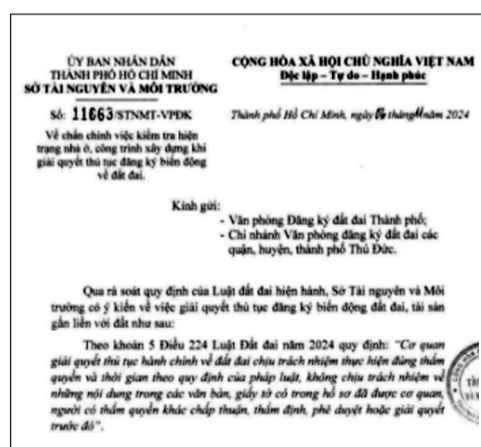 ỦY BAN NHÂN DÂN
THÀNH PHỐ HỒ CHÍ MINH
SỞ TÀI NGUYÊN VÀ MÔI TRƯỜNG
CỘNG HÒA XÃ HỘI CHỦ NGHĨA VIỆT NAM
Độc lập – Tự do – Hạnh phúc
Số: 11663/STNMT-VPĐK
Về chấn chỉnh việc kiểm tra hiện
trạng nhà ở, công trình xây dựng khi
giải quyết thủ tục đăng ký biến động
về đất đai.
Thành phố Hồ Chí Minh, ngày tháng năm 2024
Kính gửi:
- Văn phòng Đăng ký đất đai Thành phố;
- Chi nhánh Văn phòng đăng ký đất đai các
quận, huyện, thành phố Thủ Đức.
Qua rà soát quy định của Luật đất đai hiện hành, Sở Tài nguyên và Môi
trường có ý kiến về việc giải quyết thủ tục đăng ký biến động đất đai, tài sản
gắn liền với đất như sau:
Theo khoản 5 Điều 224 Luật Đất đai năm 2024 quy định: "Cơ quan
giải quyết thủ tục hành chính về đất đai chịu trách nhiệm thực hiện đúng thẩm
quyền và thời gian theo quy định của pháp luật, không chịu trách nhiệm về
những nội dung trong các văn bản, giấy tờ có trong hồ sơ đã được cơ quan,
người có thẩm quyền khác chấp thuận, thẩm định, phê duyệt hoặc giải quyết
trước đó".